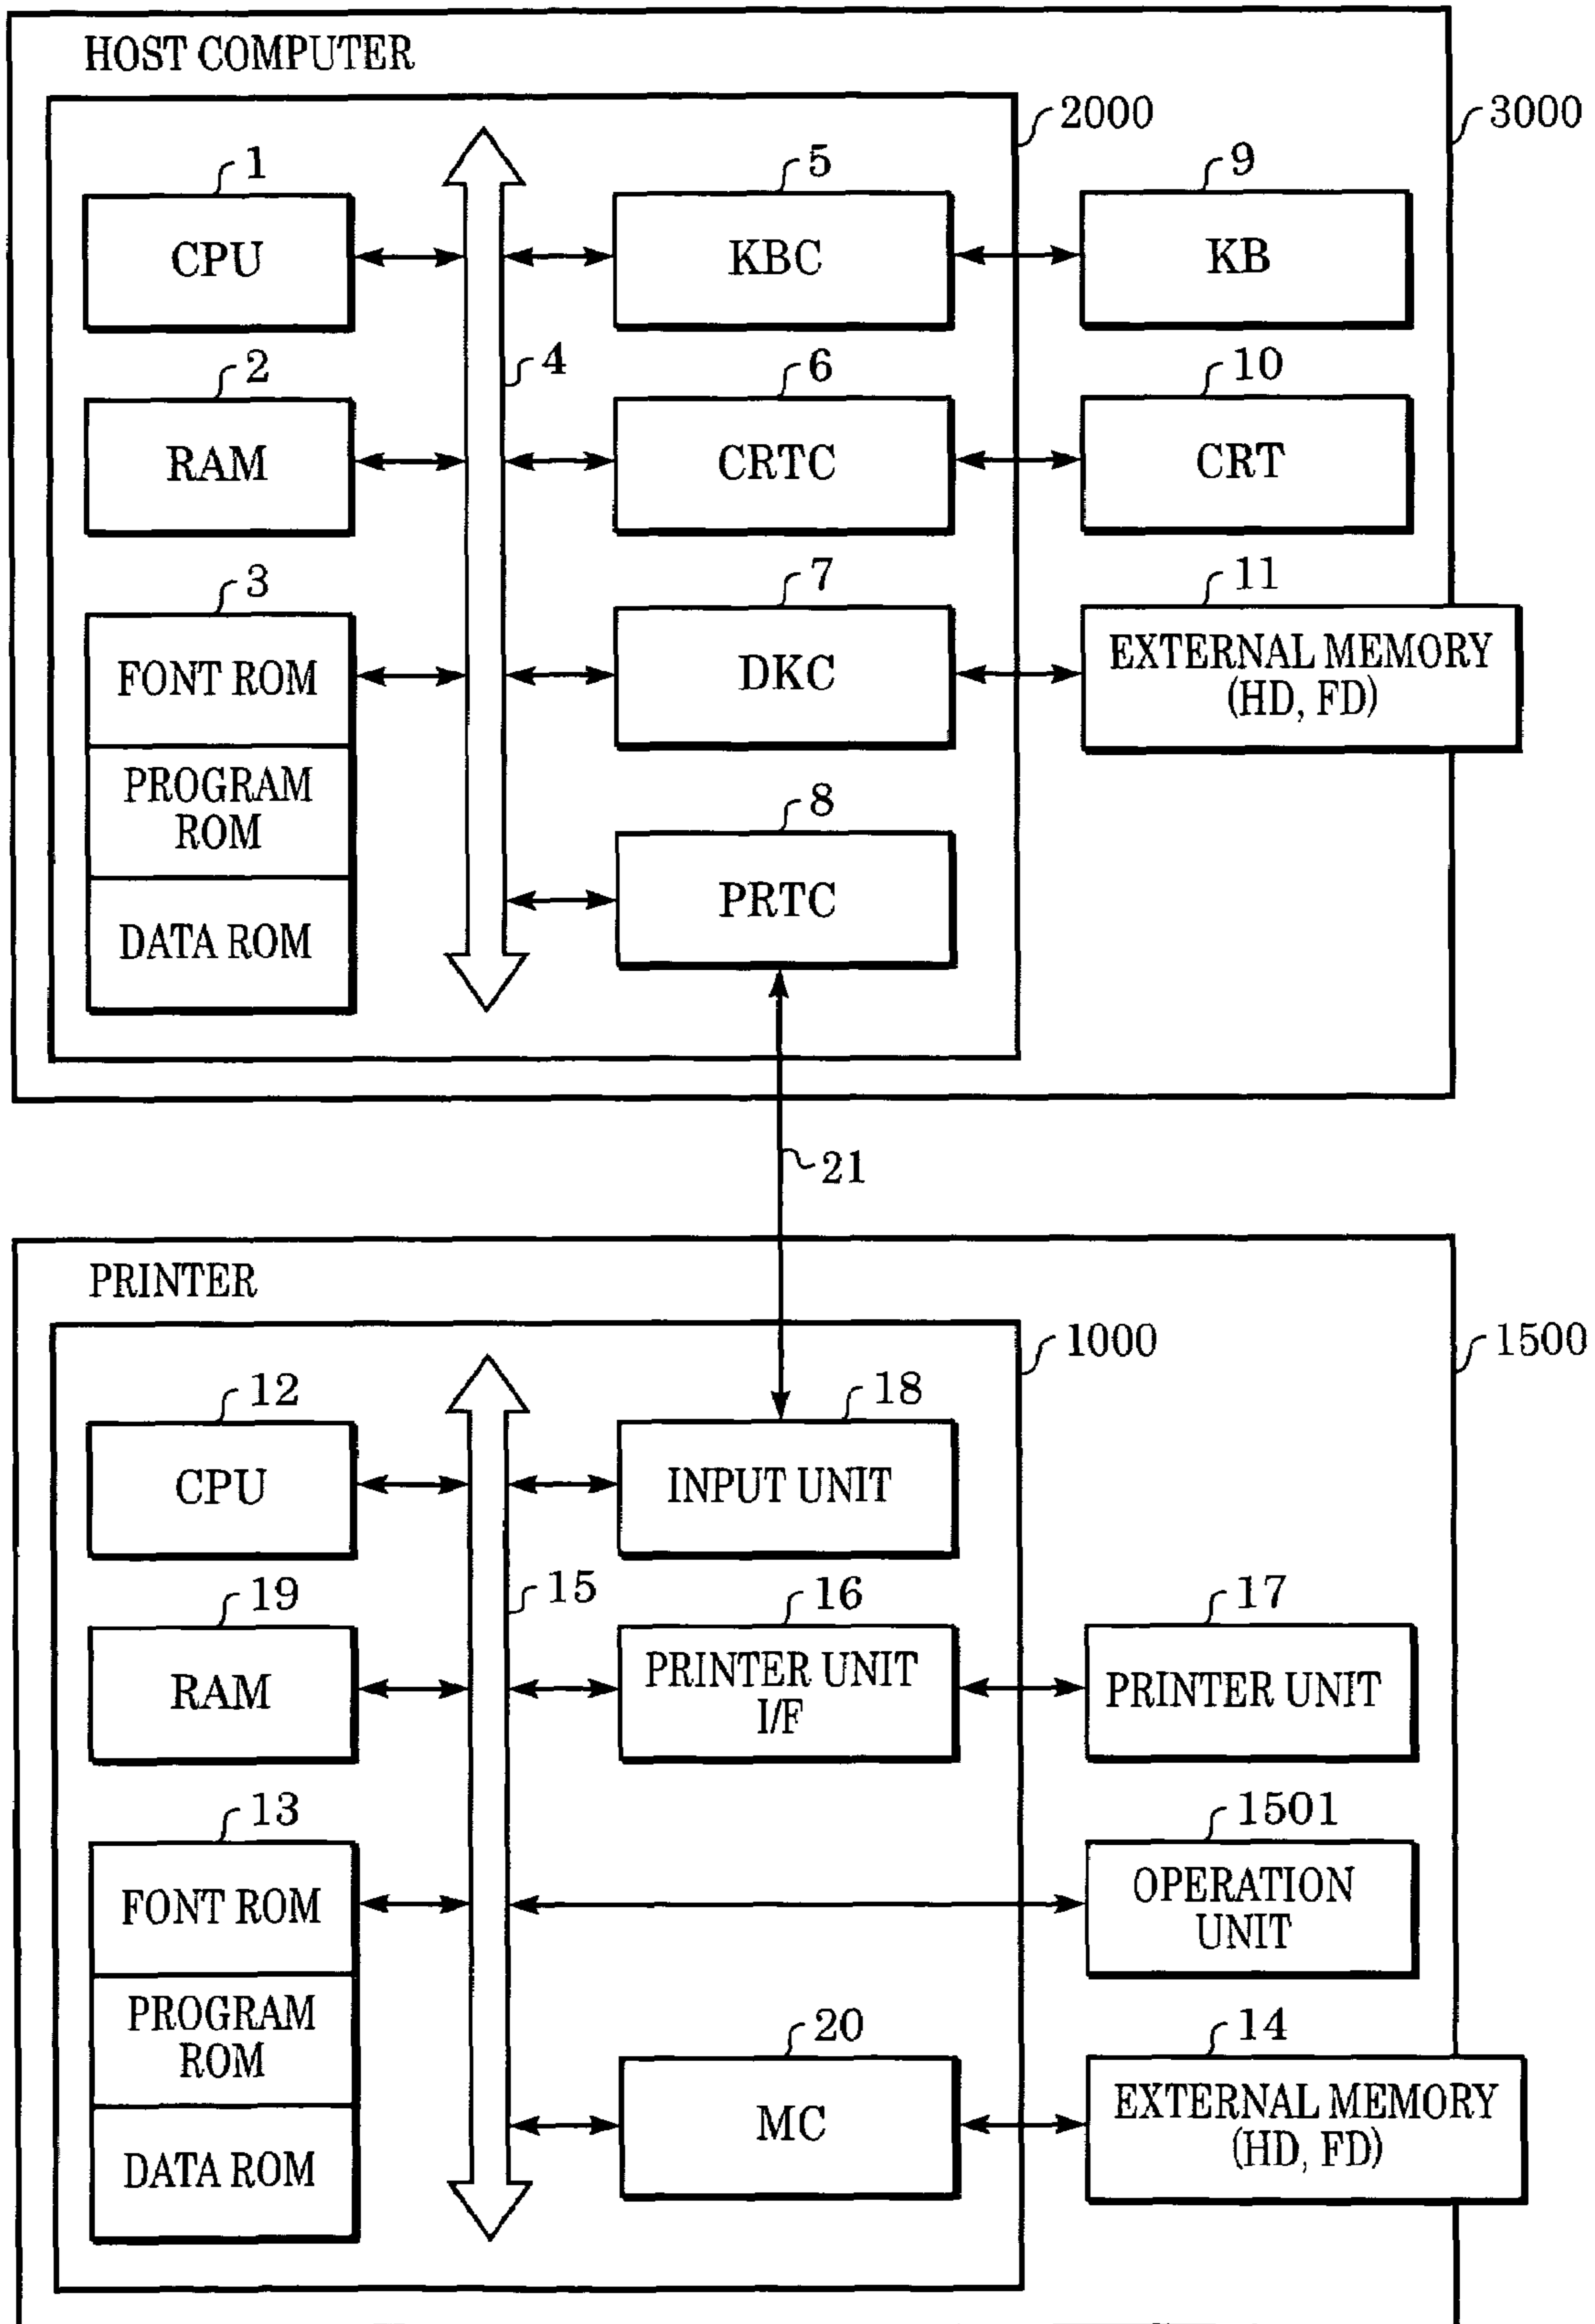 HOST COMPUTER
2000
3000
1
CPU
5
KBC
9
KB
2
RAM
4
6
CRTC
10
CRT
3
FONT ROM
PROGRAM
ROM
DATA ROM
7
DKC
11
EXTERNAL MEMORY
(HD, FD)
8
PRTC
21
PRINTER
1000
1500
12
CPU
18
INPUT UNIT
19
RAM
15
16
PRINTER UNIT
I/F
17
PRINTER UNIT
13
FONT ROM
PROGRAM
ROM
DATA ROM
1501
OPERATION
UNIT
20
MC
14
EXTERNAL MEMORY
(HD, FD)